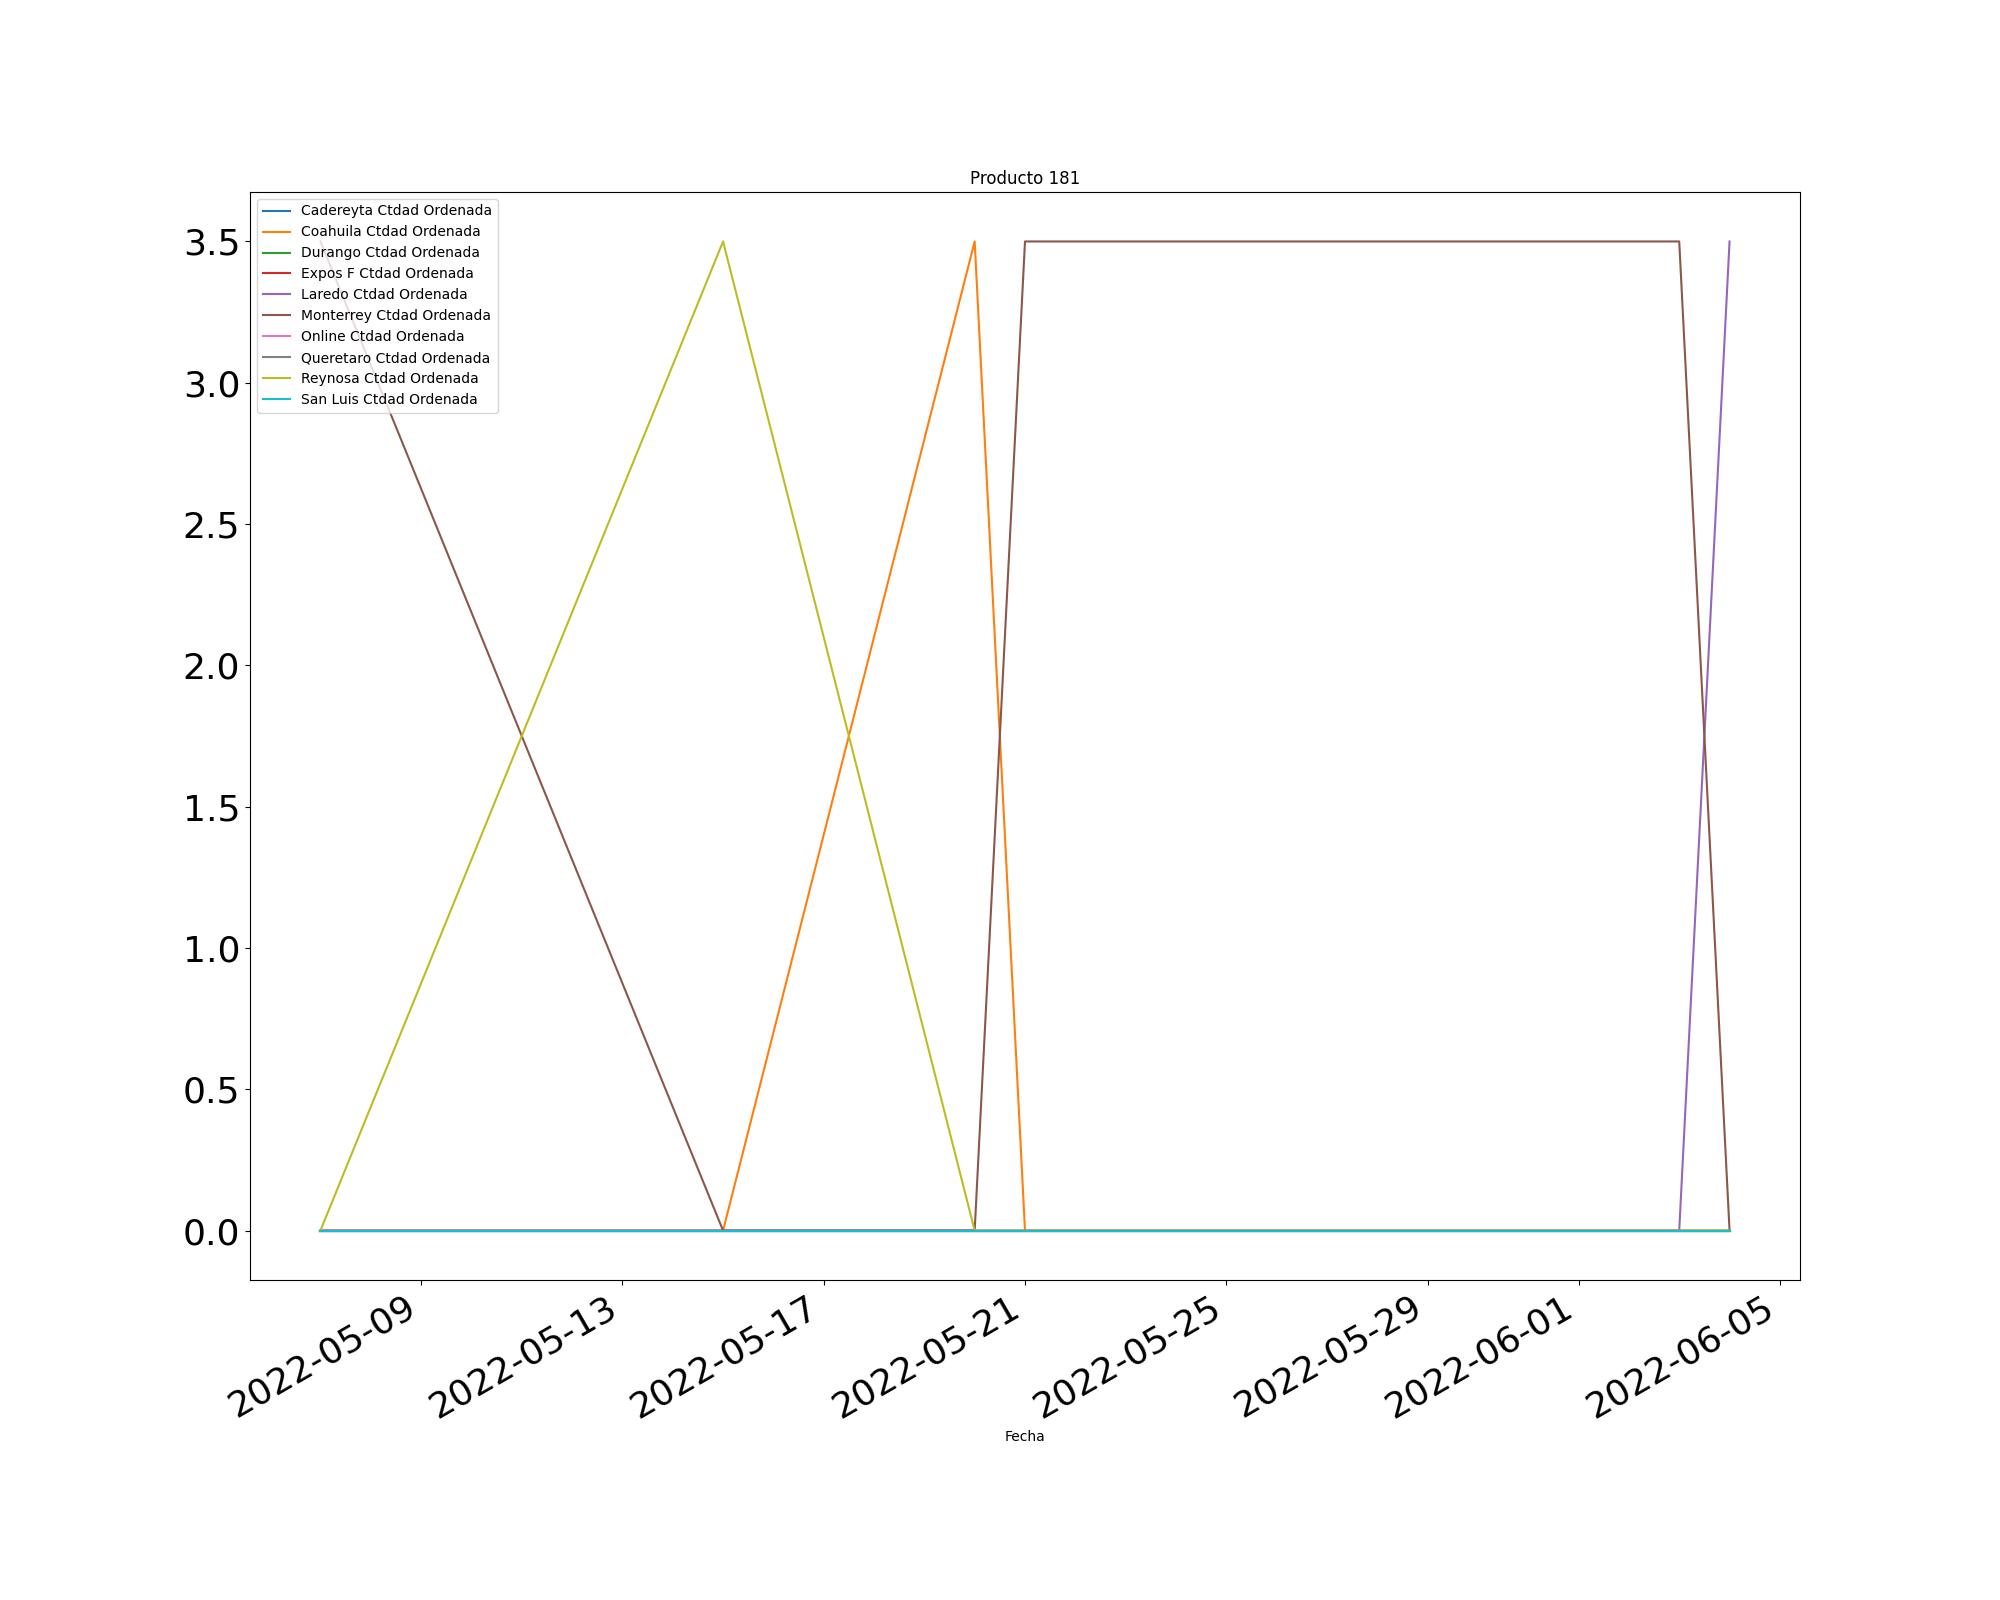 Producto 181
Cadereyta Ctdad Ordenada
Coahuila Ctdad Ordenada
Durango Ctdad Ordenada
Expos F Ctdad Ordenada
Laredo Ctdad Ordenada
Monterrey Ctdad Ordenada
Online Ctdad Ordenada
Queretaro Ctdad Ordenada
Reynosa Ctdad Ordenada
San Luis Ctdad Ordenada
3.5
3.0
2.5
2.0
1.5
1.0
0.5
0.0
2022-05-09
2022-05-13
2022-05-17
2022-05-21
2022-05-25
2022-05-29
2022-06-01
2022-06-05
Fecha